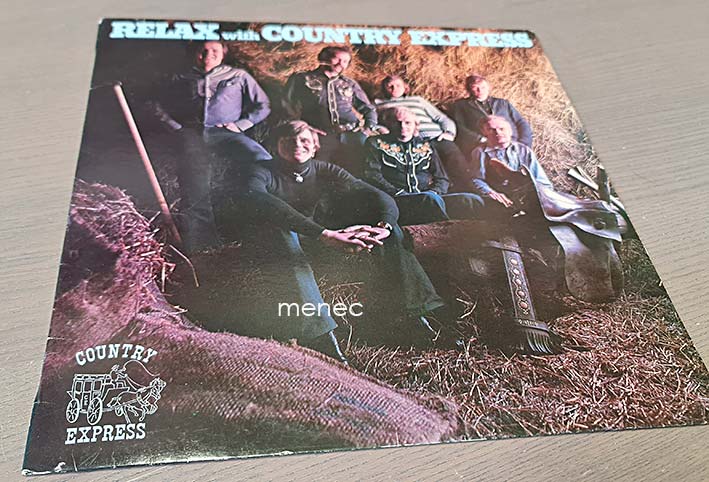 RELAX with COUNTRY EXPRESS
menec
COUNTRY
EXPRESS